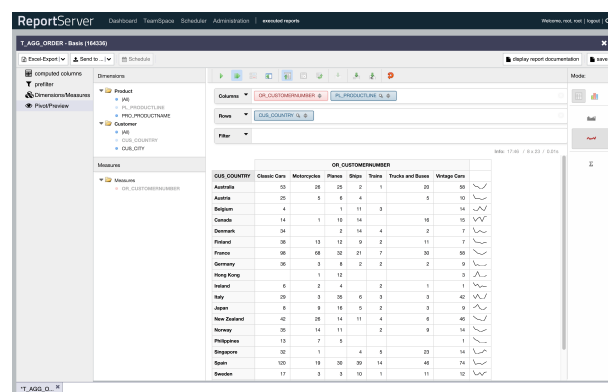 ReportServer Dashboard TeamSpace Scheduler Administration executed reports Welcome, root, root | logout
T_AGG_ORDER - Basis (164336)
Excel-Export Send to ... Schedule display report documentation save
computed columns
prefilter
Dimensions/Measures
Pivot/Preview
Dimensions
Product
(All)
PL_PRODUCTLINE
PRO_PRODUCTNAME
Customer
(All)
CUS_COUNTRY
CUS_CITY
Measures
Measures
OR_CUSTOMERNUMBER
Mode:
Columns OR_CUSTOMERNUMBER PL_PRODUCTLINE
Rows CUS_COUNTRY
Filter
Info: 17:46 / 8 x 23 / 0.01s
OR_CUSTOMERNUMBER
CUS_COUNTRY Classic Cars Motorcycles Planes Ships Trains Trucks and Buses Vintage Cars
Australia 53 26 25 2 1 20 58
Austria 25 5 6 4 5 10
Belgium 4 1 11 3 14
Canada 14 1 10 14 16 15
Denmark 34 2 14 4 2 7
Finland 38 13 12 9 2 11 7
France 98 68 32 21 7 30 58
Germany 36 3 8 2 2 2 9
Hong Kong 1 12 3
Ireland 6 2 4 2 1 1
Italy 29 3 35 6 3 3 42
Japan 8 8 16 5 2 3 9
New Zealand 42 26 14 11 4 6 46
Norway 35 14 11 2 9 14
Philippines 13 7 5 1
Singapore 32 1 4 5 23 14
Spain 120 19 39 39 14 46 74
Sweden 17 3 3 10 1 11 12
"T_AGG_O...